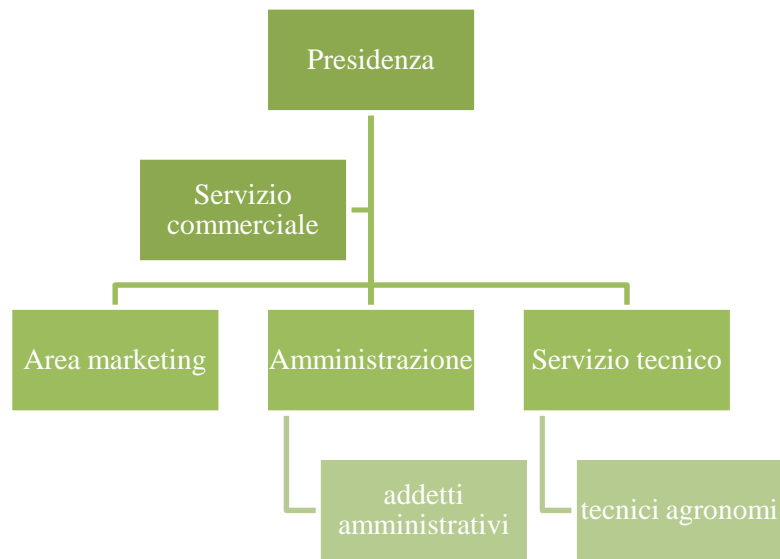 Presidenza
Servizio
commerciale
Area marketing
Amministrazione
Servizio tecnico
addetti
amministrativi
tecnici agronomi